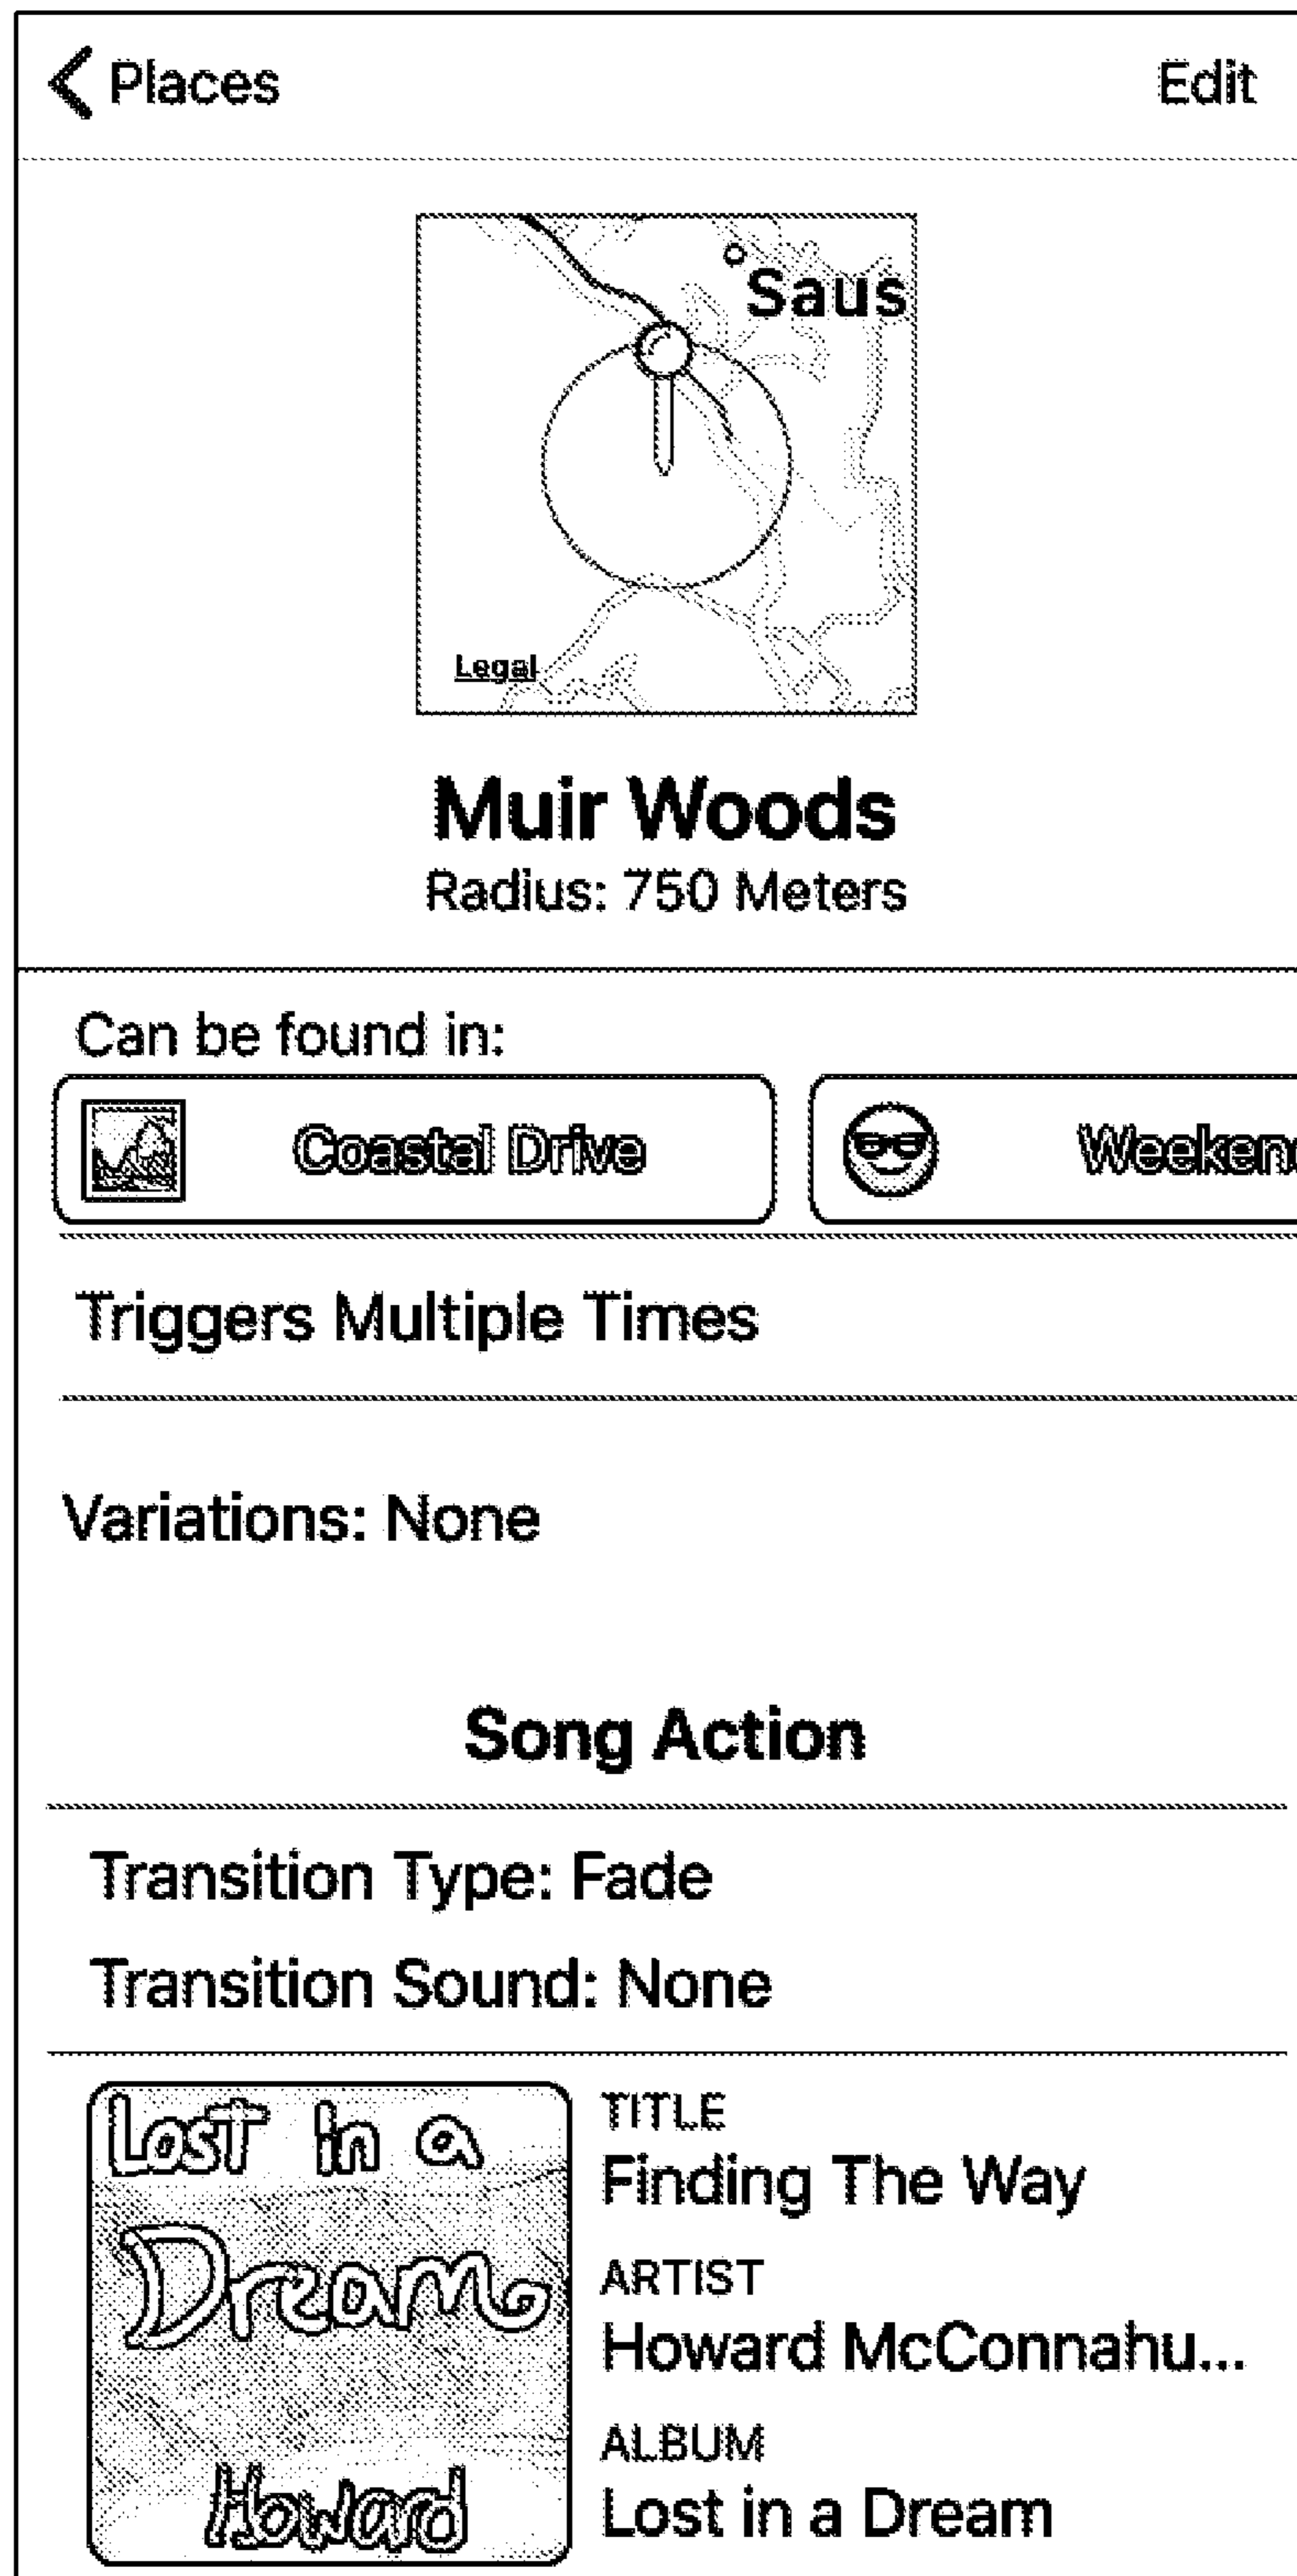 Places Edit
Saus
Legal
Muir Woods
Radius: 750 Meters
Can be found in:
Coastal Drive Weekend
Triggers Multiple Times
Variations: None
Song Action
Transition Type: Fade
Transition Sound: None
Lost in a
Dream
Howard
TITLE
Finding The Way
ARTIST
Howard McConnahu...
ALBUM
Lost in a Dream